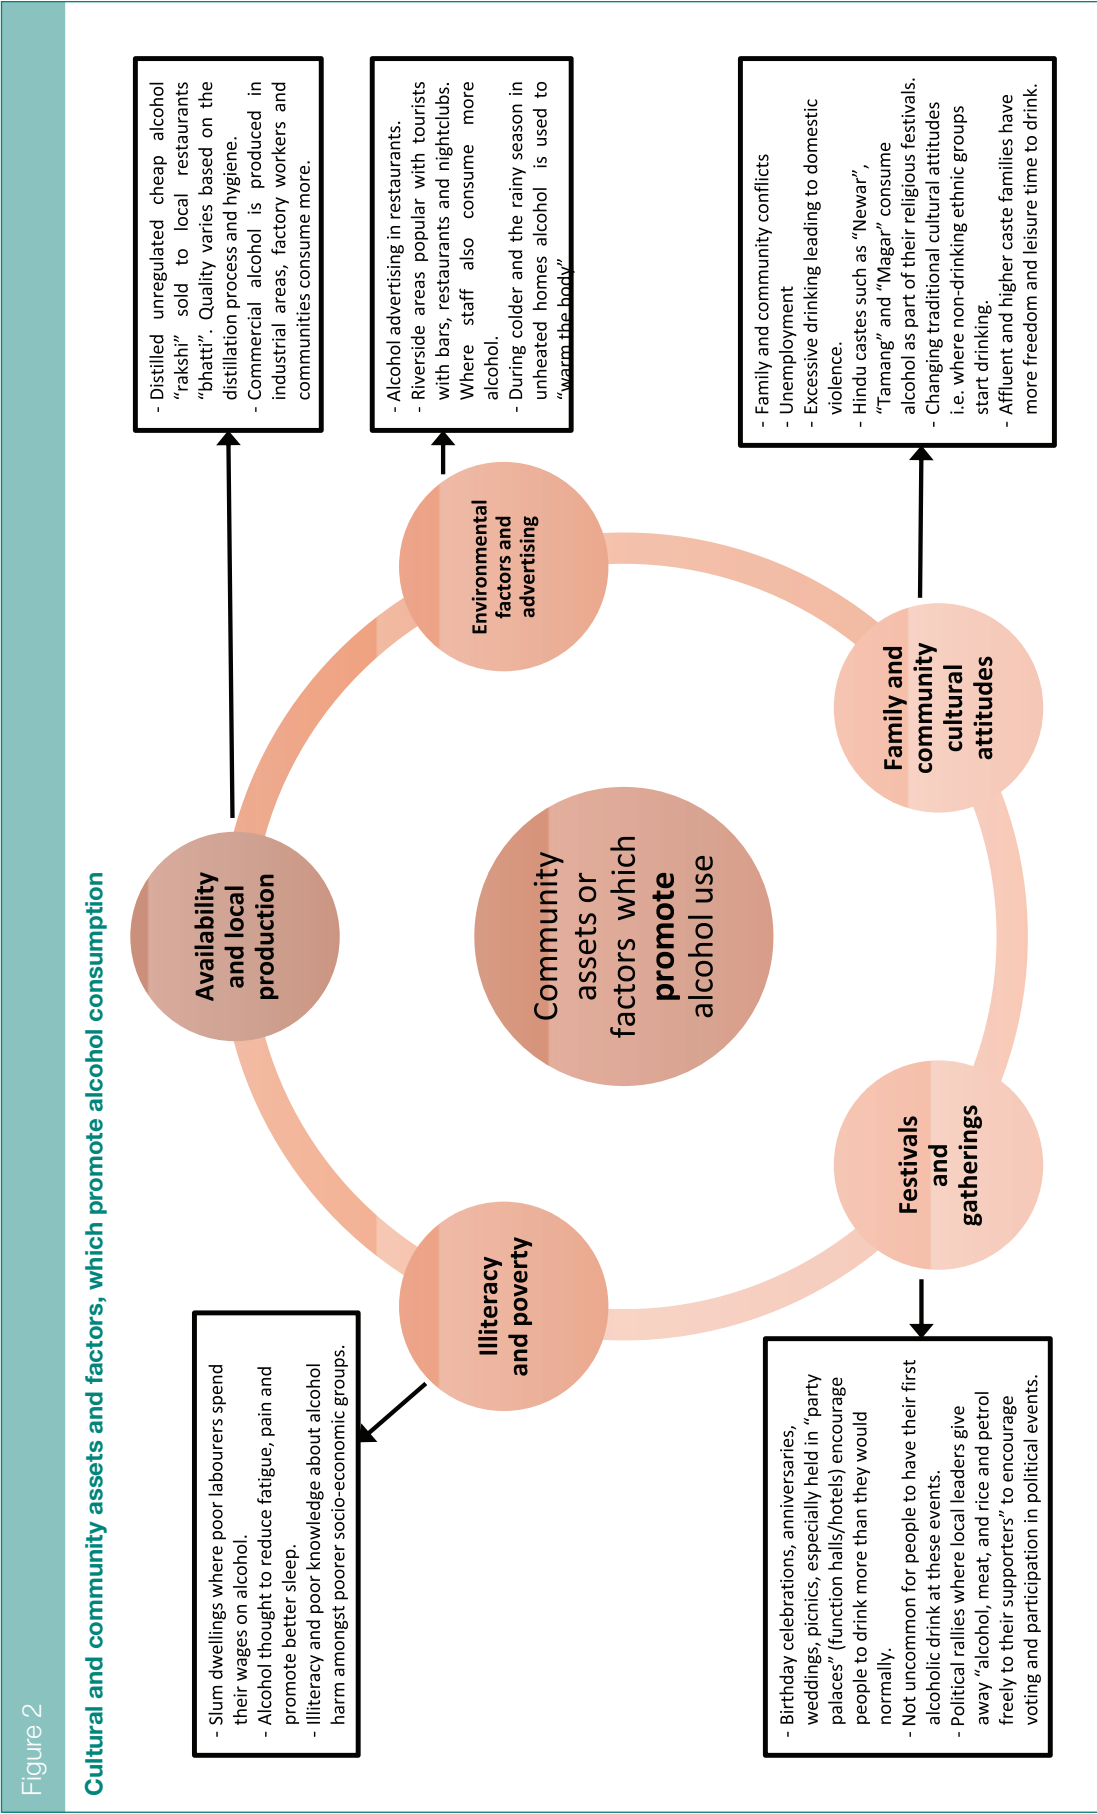 Figure 2
Cultural and community assets and factors, which promote alcohol consumption
Availability
and local
production
- Distilled unregulated cheap alcohol
“rakshi” sold to local restaurants
“bhatti”. Quality varies based on the
distillation process and hygiene.
- Commercial alcohol is produced in
industrial areas, factory workers and
communities consume more.
Environmental
factors and
advertising
- Alcohol advertising in restaurants.
- Riverside areas popular with tourists
with bars, restaurants and nightclubs.
Where staff also consume more
alcohol.
- During colder and the rainy season in
unheated homes alcohol is used to
“warm the body”
Family and
community
cultural
attitudes
- Family and community conflicts
- Unemployment
- Excessive drinking leading to domestic
violence.
- Hindu castes such as “Newtar”,
“Tamang” and “Magar” consume
alcohol as part of their religious festivals.
- Changing traditional cultural attitudes
i.e. where non-drinking ethnic groups
start drinking.
- Affluent and higher caste families have
more freedom and leisure time to drink.
Festivals
and
gatherings
- Birthday celebrations, anniversaries,
weddings, picnics, especially held in “party
palaces” (function halls/hotels) encourage
people to drink more than they would
normally.
- Not uncommon for people to have their first
alcoholic drink at these events.
- Political rallies where local leaders give
away “alcohol, meat, and rice and petrol
freely to their supporters” to encourage
voting and participation in political events.
Illiteracy
and poverty
- Slum dwellings where poor labourers spend
their wages on alcohol.
- Alcohol thought to reduce fatigue, pain and
promote better sleep.
- Illiteracy and poor knowledge about alcohol
harm amongst poorer socio-economic groups.
Community
assets or
factors which
promote
alcohol use